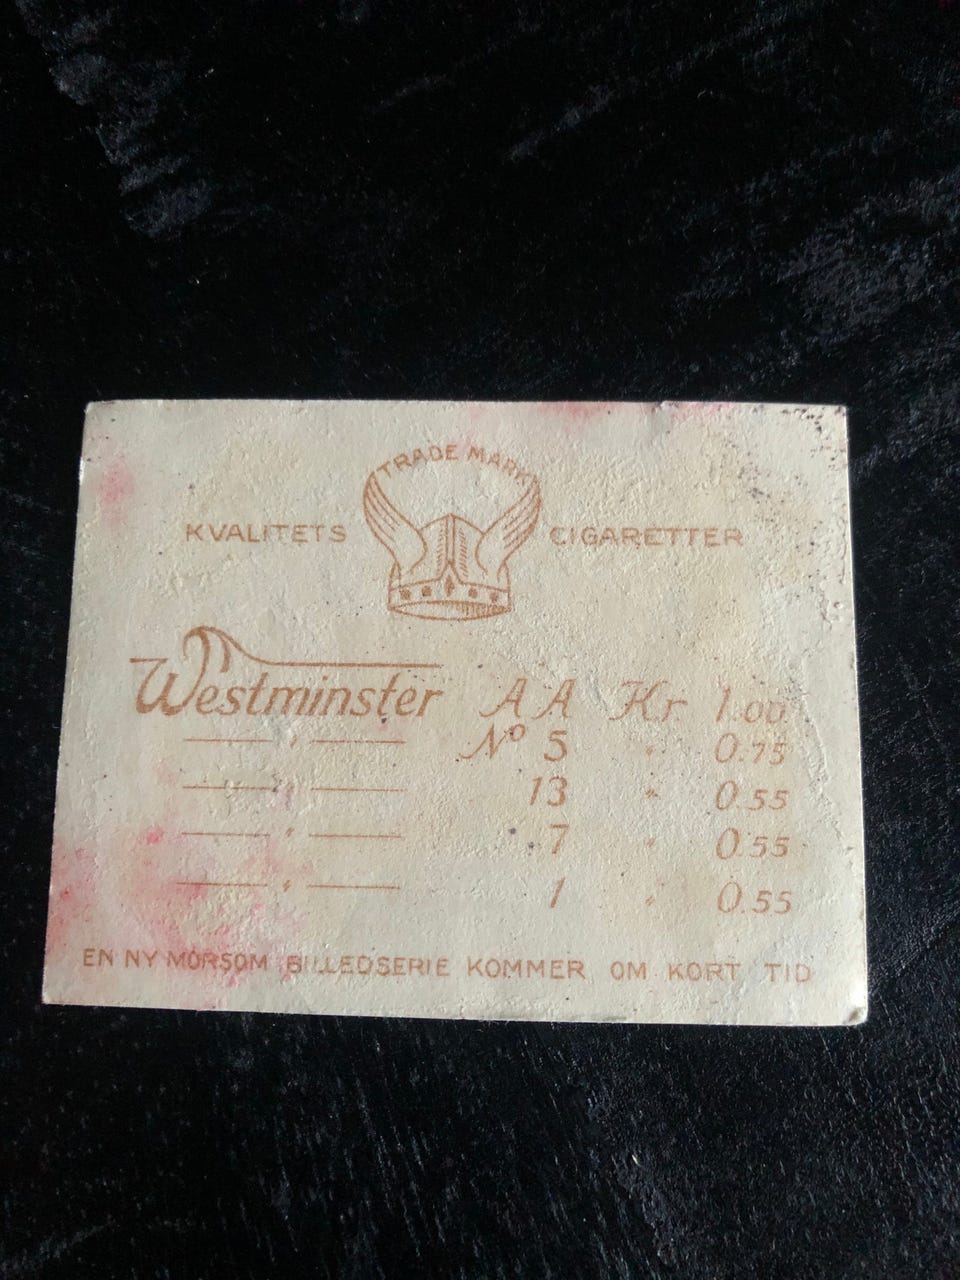 TRADE MARK
KVALITETS CIGARETTER
Westminster AA Kr. 1.00
— " — No 5 " 0.75
— " — 13 " 0.55
— " — 7 " 0.55
— " — 1 " 0.55
EN NY MORSOM BILLEDSERIE KOMMER OM KORT TID